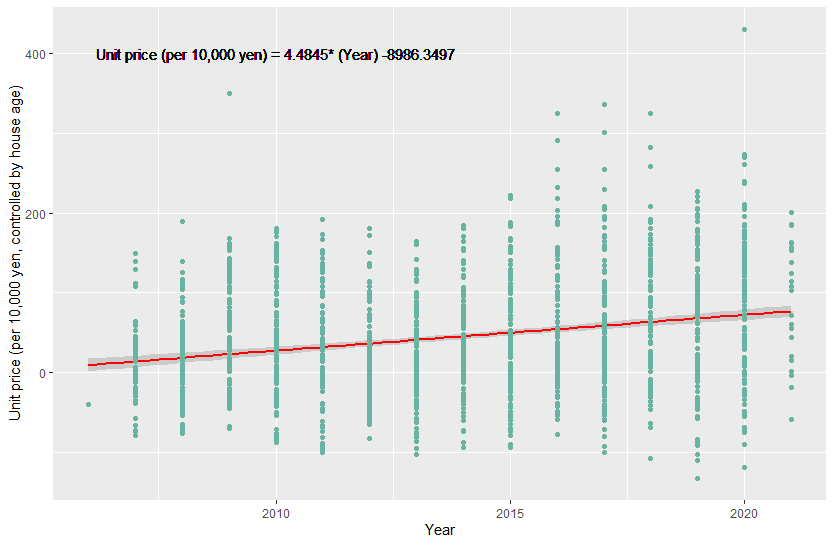 Unit price (per 10,000 yen) = 4.4845* (Year) -8986.3497
Unit price (per 10,000 yen, controlled by house age)
400
200
0
2010
2015
2020
Year